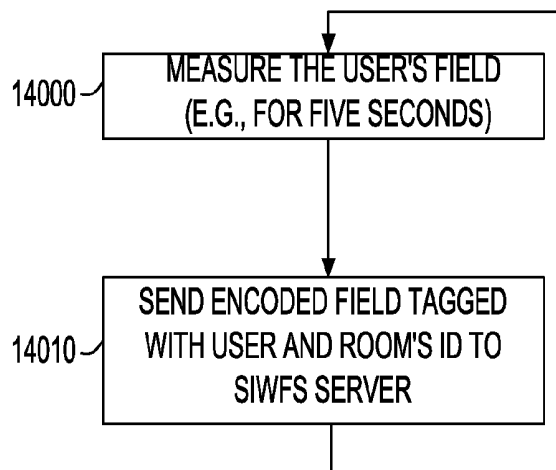 14000
MEASURE THE USER'S FIELD
(E.G., FOR FIVE SECONDS)
14010
SEND ENCODED FIELD TAGGED
WITH USER AND ROOM'S ID TO
SIWFS SERVER